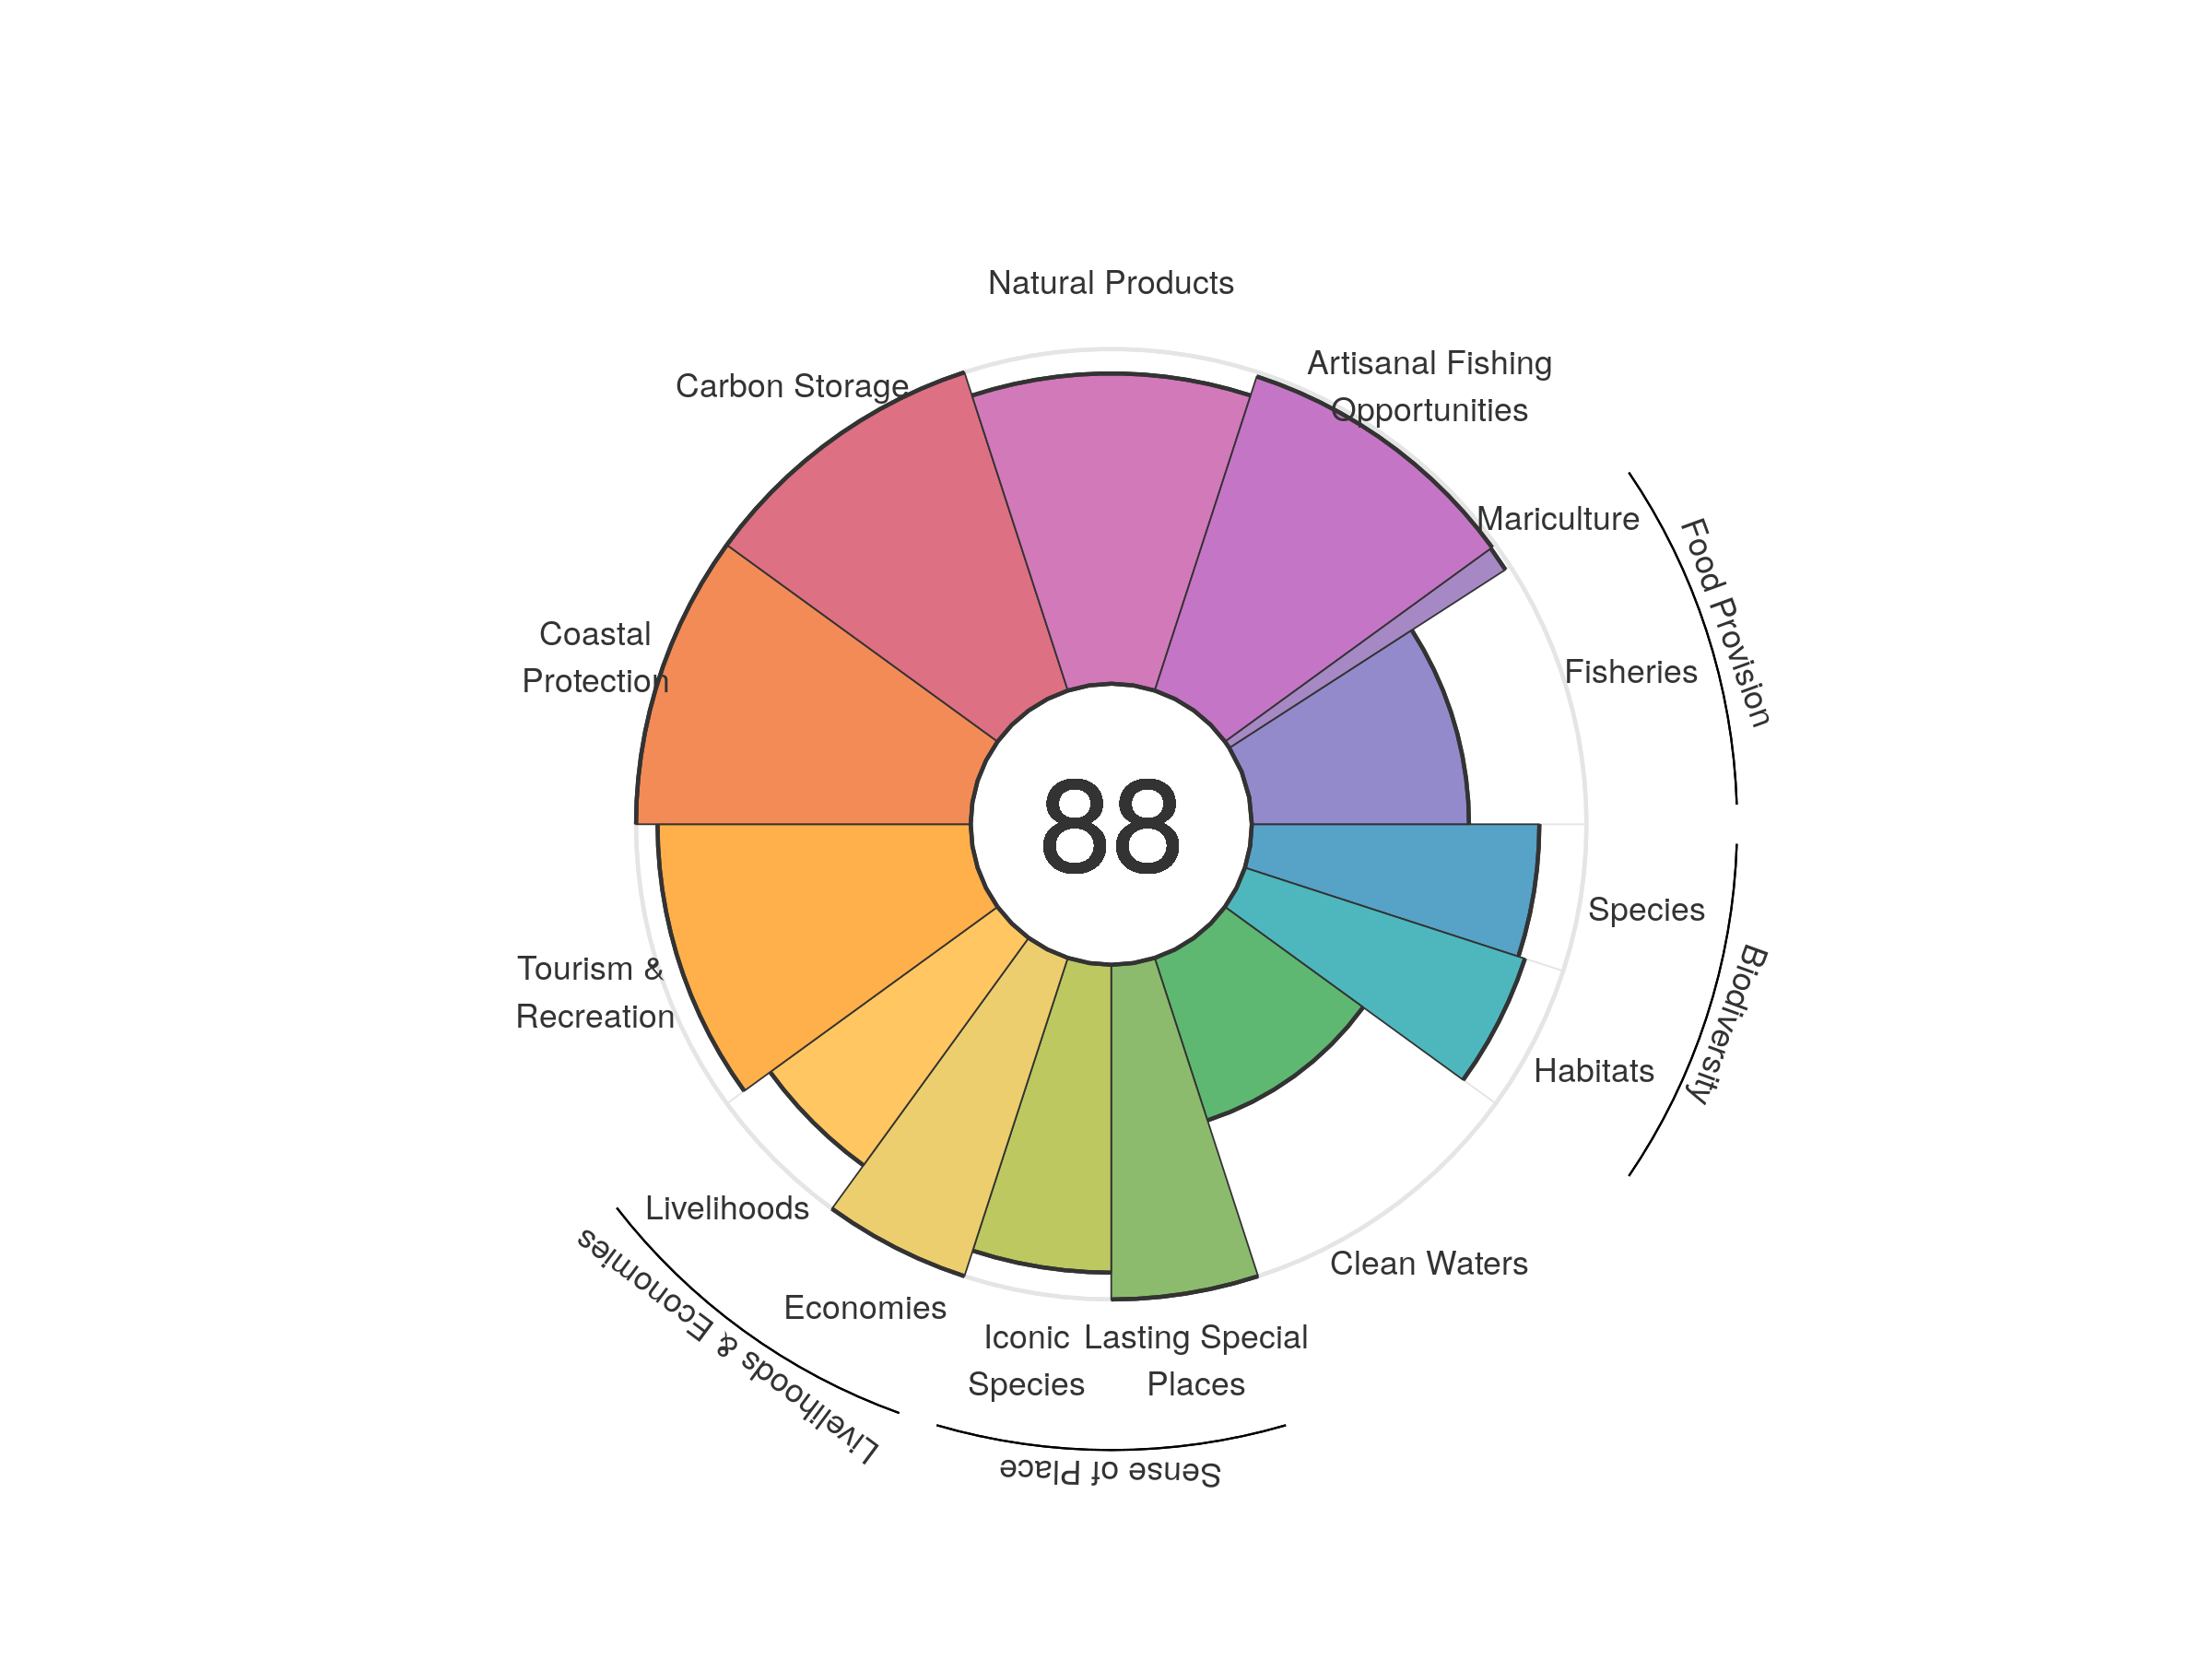 Natural Products
Artisanal Fishing
Opportunities
Carbon Storage
Mariculture
Food Provision
Fisheries
Coastal
Protection
88
Species
Biodiversity
Tourism &
Recreation
Habitats
Livelihoods
Livelihoods & Economies
Clean Waters
Economies
Iconic
Species
Lasting Special
Places
Sense of Place